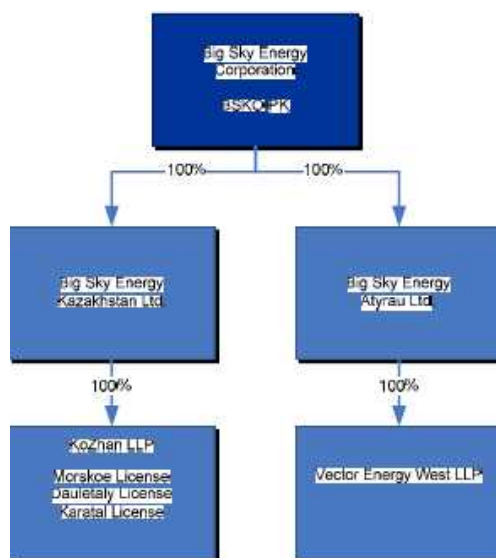 Big Sky Energy
Corporation
BSKO.PK
100%
100%
Big Sky Energy
Kazakhstan Ltd.
Big Sky Energy
Atyrau Ltd.
100%
100%
KoZhan LLP
Morskoe License
Dauletaly License
Karatal License
Vector Energy West LLP